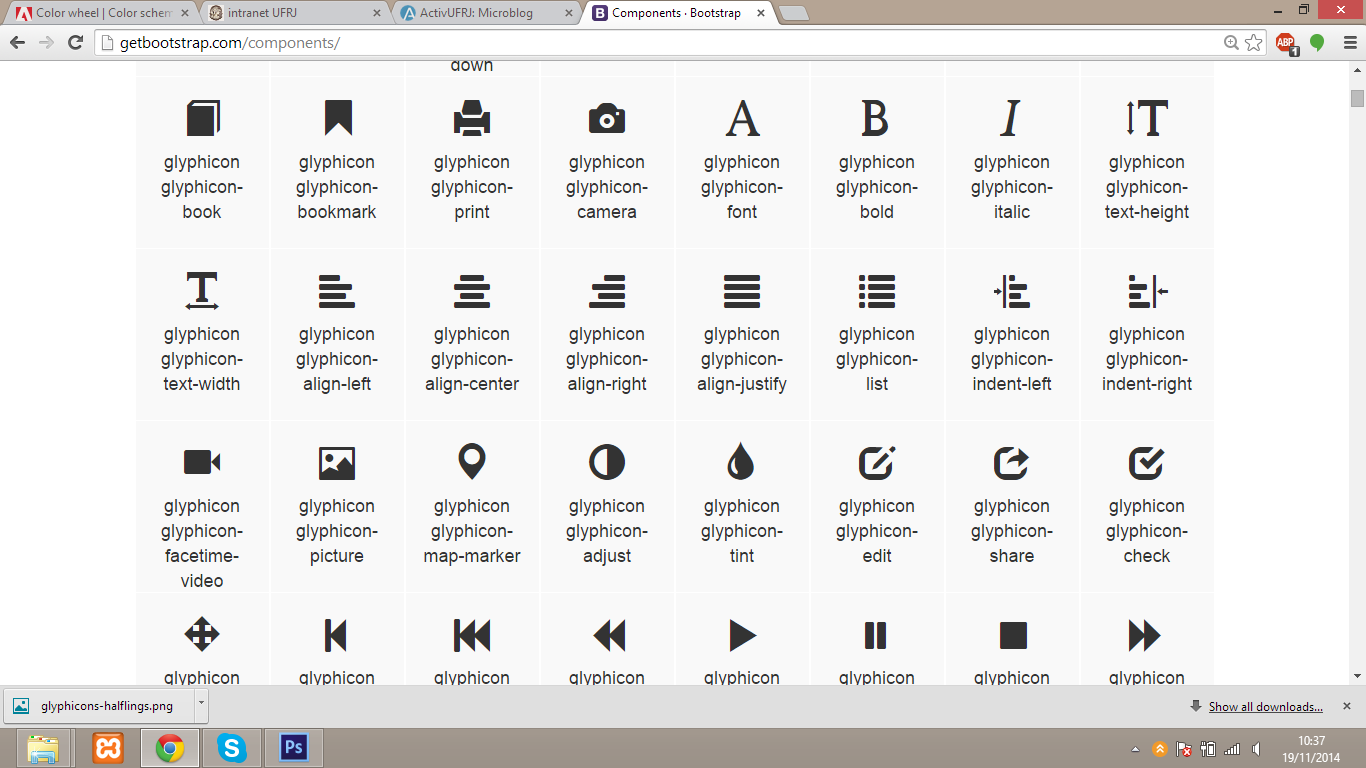 Color wheel | Color schem
intranet UFRJ
ActivUFRJ: Microblog
Components · Bootstrap
getbootstrap.com/components/
ABP
1
down
glyphicon glyphicon glyphicon glyphicon glyphicon glyphicon glyphicon glyphicon
glyphicon- glyphicon- glyphicon- glyphicon- glyphicon- glyphicon- glyphicon- glyphicon-
book bookmark print camera font bold italic text-height
glyphicon glyphicon glyphicon glyphicon glyphicon glyphicon glyphicon glyphicon
glyphicon- glyphicon- glyphicon- glyphicon- glyphicon- glyphicon- glyphicon- glyphicon-
text-width align-left align-center align-right align-justify list indent-left indent-right
glyphicon glyphicon glyphicon glyphicon glyphicon glyphicon glyphicon glyphicon
glyphicon- glyphicon- glyphicon- glyphicon- glyphicon- glyphicon- glyphicon- glyphicon-
facetime- picture map-marker adjust tint edit share check
video
glyphicon glyphicon glyphicon glyphicon glyphicon glyphicon glyphicon glyphicon
glyphicons-halflings.png
Show all downloads...
Ps
10:37
19/11/2014